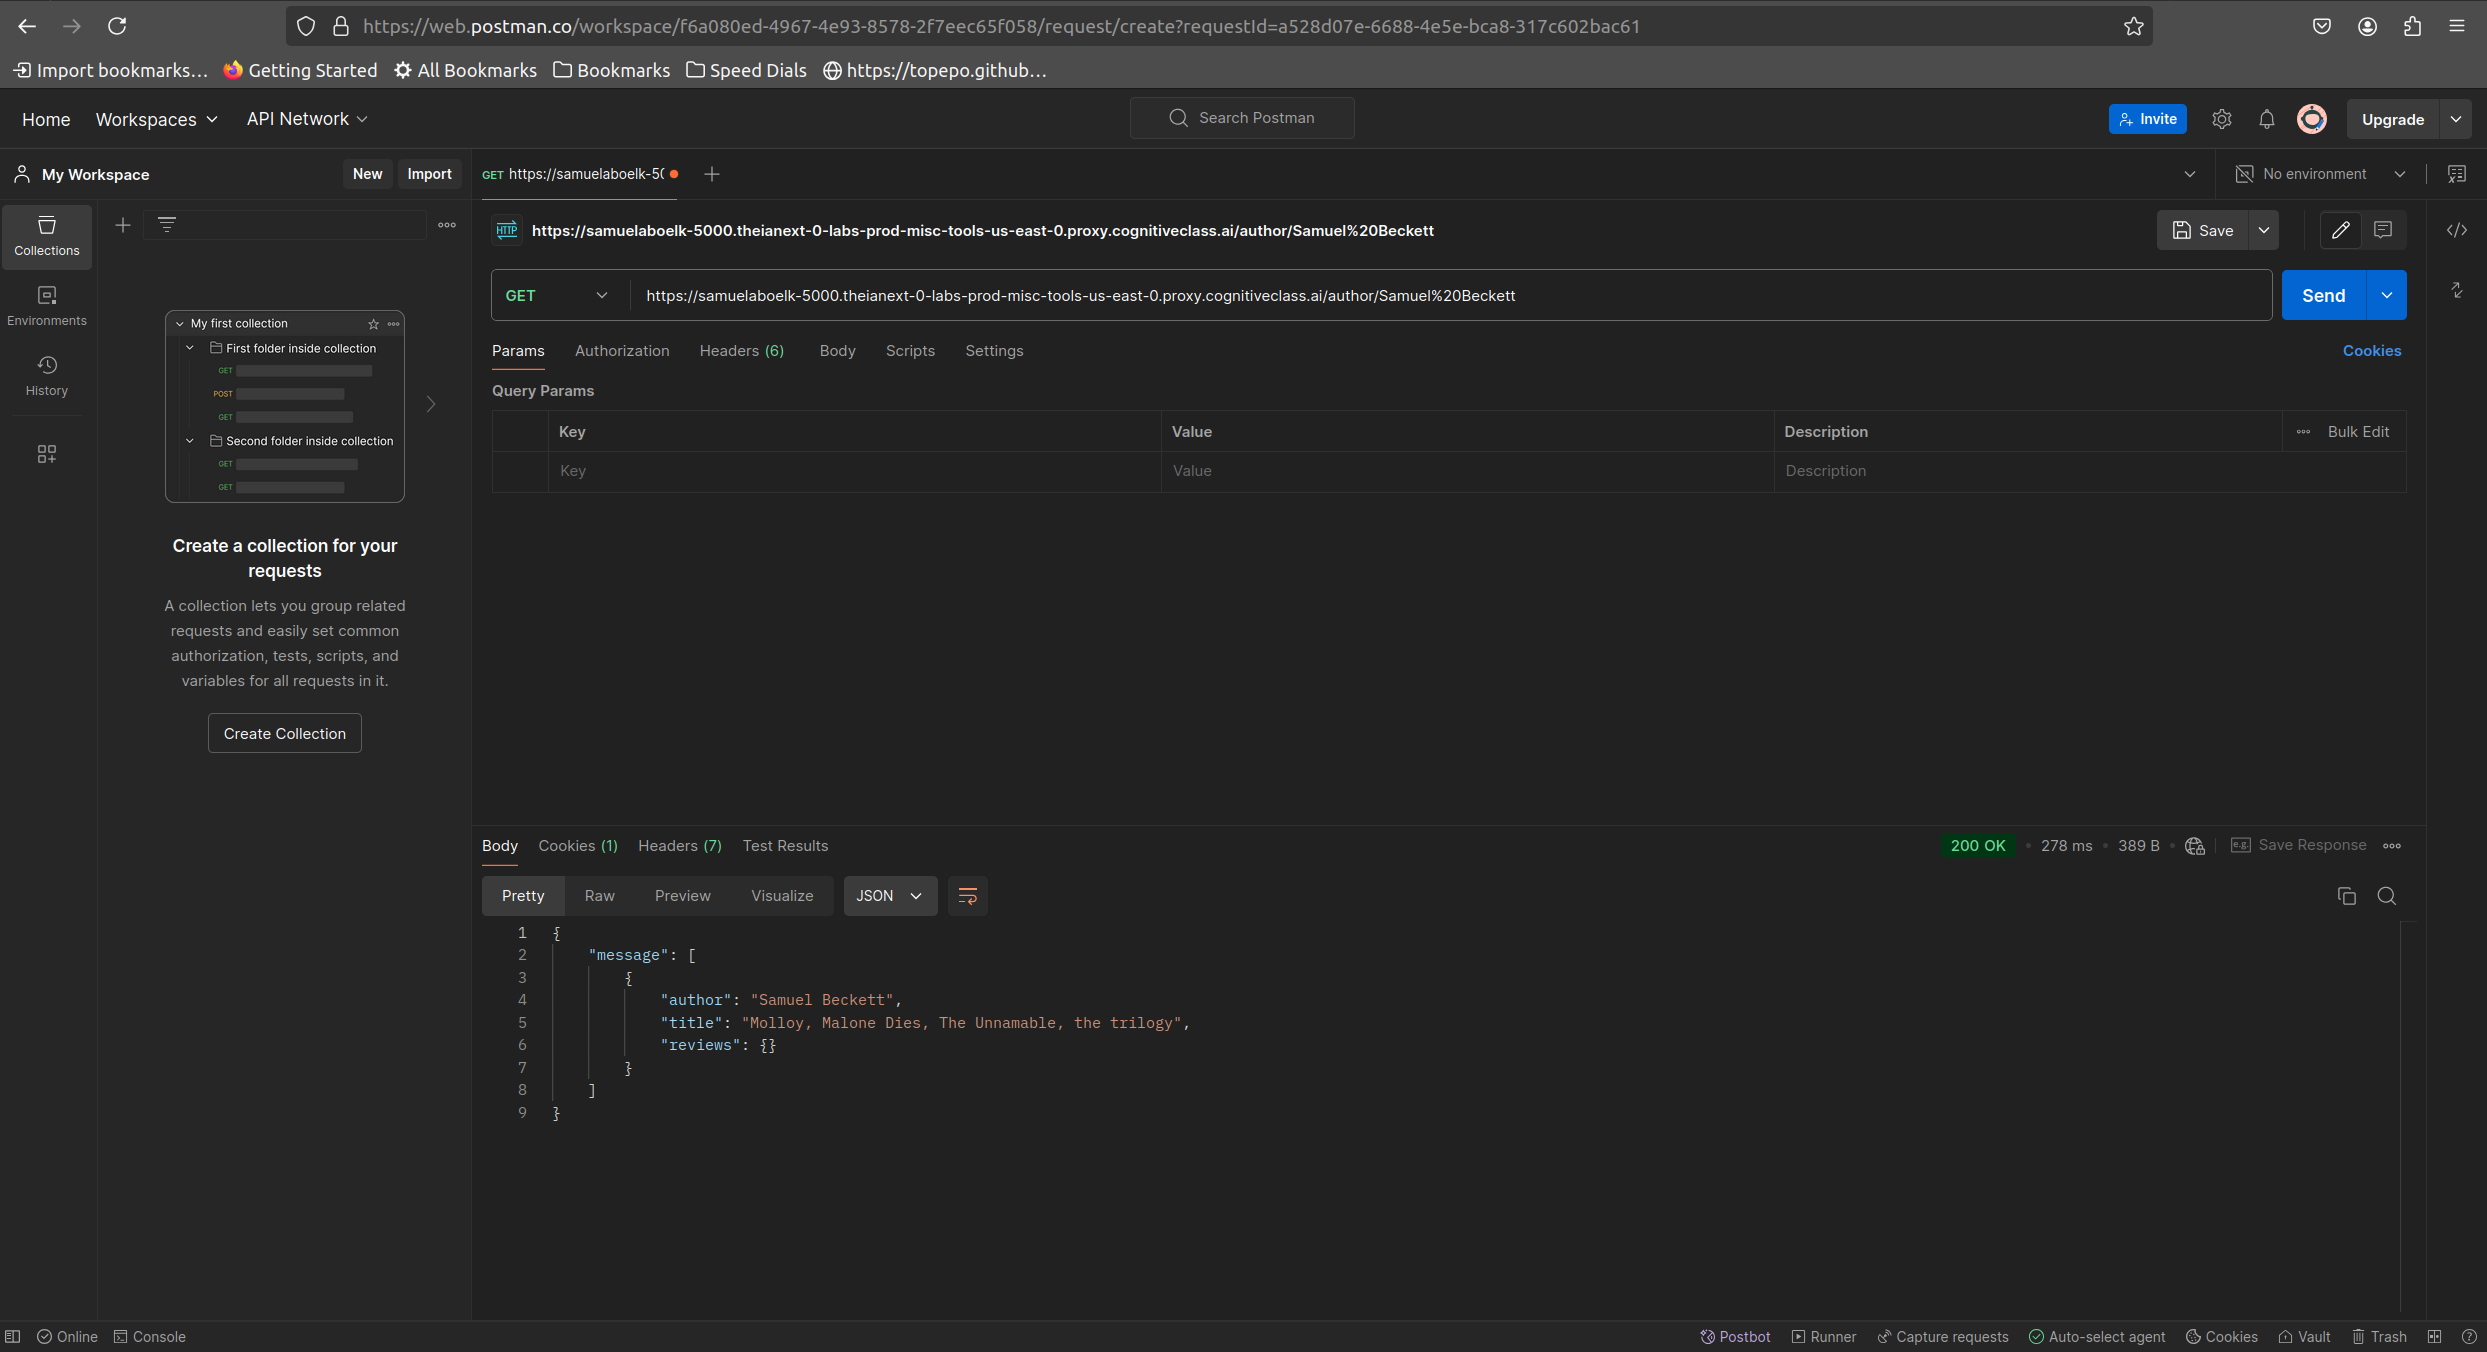 https://web.postman.co/workspace/f6a080ed-4967-4e93-8578-2f7eec65f058/request/create?requestId=a528d07e-6688-4e5e-bca8-317c602bac61
Import bookmarks... Getting Started All Bookmarks Bookmarks Speed Dials https://topepo.github...
Home Workspaces API Network Search Postman Invite Upgrade
My Workspace New Import GET https://samuelaboelk-50 No environment
HTTP https://samuelaboelk-5000.theianext-0-labs-prod-misc-tools-us-east-0.proxy.cognitiveclass.ai/author/Samuel%20Beckett Save
Collections
GET https://samuelaboelk-5000.theianext-0-labs-prod-misc-tools-us-east-0.proxy.cognitiveclass.ai/author/Samuel%20Beckett Send
Environments
History
My first collection
First folder inside collection
GET
POST
GET
Second folder inside collection
GET
GET
Create a collection for your
requests
A collection lets you group related
requests and easily set common
authorization, tests, scripts, and
variables for all requests in it.
Create Collection
Params Authorization Headers (6) Body Scripts Settings Cookies
Query Params
Key Value Description Bulk Edit
Key Value Description
Body Cookies (1) Headers (7) Test Results 200 OK • 278 ms • 389 B • e.g. Save Response
Pretty Raw Preview Visualize JSON
1 {
2 "message": [
3 {
4 "author": "Samuel Beckett",
5 "title": "Molloy, Malone Dies, The Unnamable, the trilogy",
6 "reviews": {}
7 }
8 ]
9 }
Online Console Postbot Runner Capture requests Auto-select agent Cookies Vault Trash